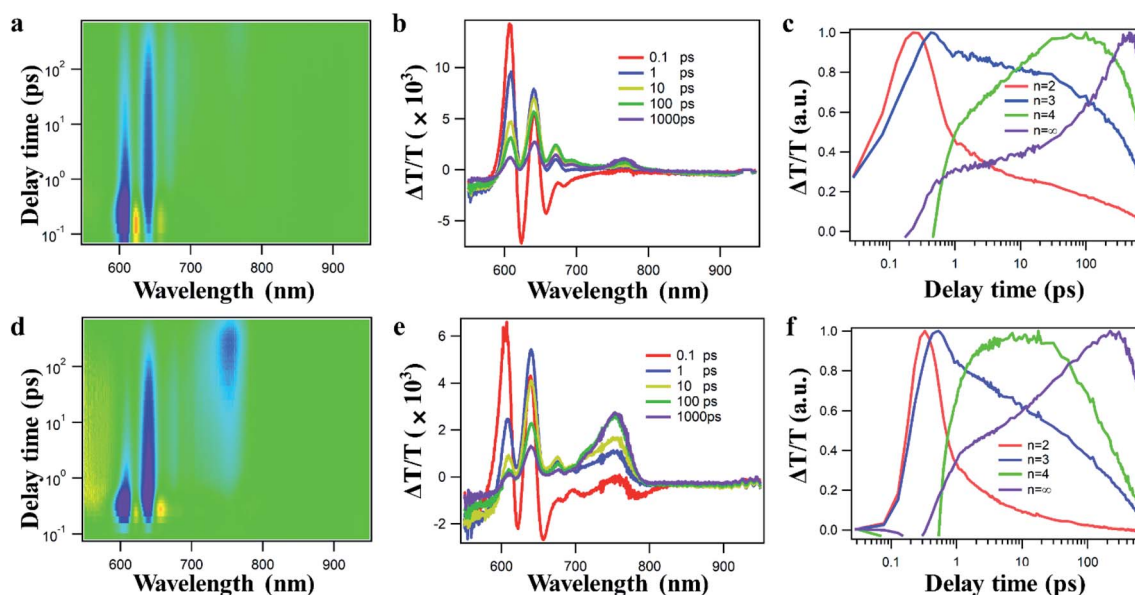 a
Delay time (ps)
10²
10¹
10⁰
10⁻¹
600 700 800 900
Wavelength (nm)
b
ΔT/T ( × 10³)
10
5
0
-5
0.1 ps
1 ps
10 ps
100 ps
1000ps
600 700 800 900
Wavelength (nm)
c
ΔT/T (a.u.)
1.0
0.8
0.6
0.4
0.2
0.0
n=2
n=3
n=4
n=∞
0.1 1 10 100
Delay time (ps)
d
Delay time (ps)
10²
10¹
10⁰
10⁻¹
600 700 800 900
Wavelength (nm)
e
ΔT/T ( × 10³)
6
4
2
0
-2
0.1 ps
1 ps
10 ps
100 ps
1000ps
600 700 800 900
Wavelength (nm)
f
ΔT/T (a.u.)
1.0
0.8
0.6
0.4
0.2
0.0
n=2
n=3
n=4
n=∞
0.1 1 10 100
Delay time (ps)